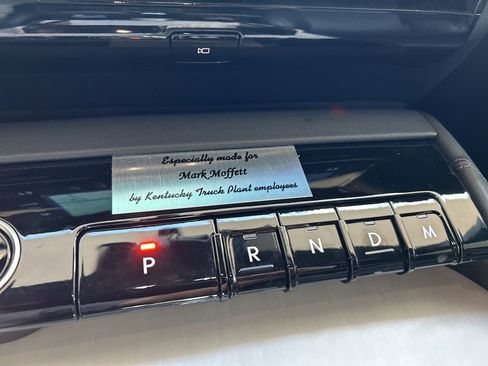 Especially made for
Mark Moffett
by Kentucky Truck Plant employees
P R N D M